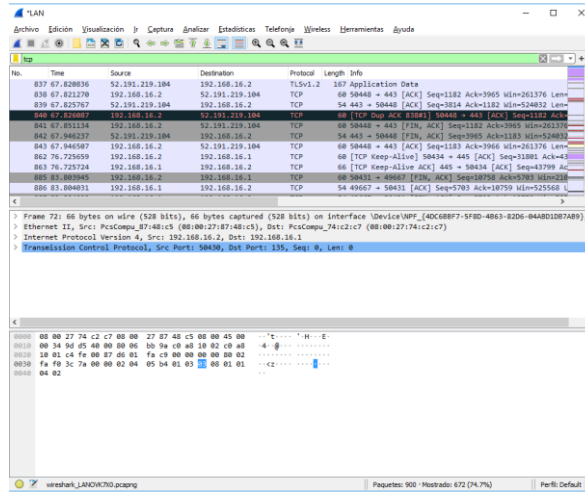 *LAN
Archivo Edición Visualización Ir Captura Analizar Estadísticas Telefonía Wireless Herramientas Ayuda
tcp
No. Time Source Destination Protocol Length Info
837 67.820836 52.191.219.104 192.168.16.2 TLSv1.2 167 Application Data
838 67.821270 192.168.16.2 52.191.219.104 TCP 60 50448 → 443 [ACK] Seq=1182 Ack=3965 Win=261376 Len=
839 67.825767 52.191.219.104 192.168.16.2 TCP 54 443 → 50448 [ACK] Seq=3814 Ack=1182 Win=524032 Len=
840 67.826087 192.168.16.2 52.191.219.104 TCP 60 [TCP Dup ACK 838#1] 50448 → 443 [ACK] Seq=1182 Ack=
841 67.851134 192.168.16.2 52.191.219.104 TCP 60 50448 → 443 [FIN, ACK] Seq=1182 Ack=3965 Win=261376
842 67.946237 52.191.219.104 192.168.16.2 TCP 54 443 → 50448 [FIN, ACK] Seq=3965 Ack=1183 Win=524032
843 67.946507 192.168.16.2 52.191.219.104 TCP 60 50448 → 443 [ACK] Seq=1183 Ack=3966 Win=261376 Len=
862 76.725659 192.168.16.2 192.168.16.1 TCP 60 [TCP Keep-Alive] 50434 → 445 [ACK] Seq=31801 Ack=43
863 76.725724 192.168.16.1 192.168.16.2 TCP 66 [TCP Keep-Alive ACK] 445 → 50434 [ACK] Seq=43799 Ac
885 83.803945 192.168.16.2 192.168.16.1 TCP 60 50431 → 49667 [FIN, ACK] Seq=10758 Ack=5703 Win=210
886 83.804031 192.168.16.1 192.168.16.2 TCP 54 49667 → 50431 [ACK] Seq=5703 Ack=10759 Win=525568 L
Frame 72: 66 bytes on wire (528 bits), 66 bytes captured (528 bits) on interface \Device\NPF_{4DC6BBF7-5F8D-4B63-82D6-04ABD1DB7AB9}
Ethernet II, Src: PcsCompu_87:48:c5 (08:00:27:87:48:c5), Dst: PcsCompu_74:c2:c7 (08:00:27:74:c2:c7)
Internet Protocol Version 4, Src: 192.168.16.2, Dst: 192.168.16.1
Transmission Control Protocol, Src Port: 50430, Dst Port: 135, Seq: 0, Len: 0
0000 08 00 27 74 c2 c7 08 00 27 87 48 c5 08 00 45 00 ··'t···· '·H···E·
0010 00 34 9d d5 40 00 80 06 bb 9a c0 a8 10 02 c0 a8 ·4··@··· ········
0020 10 01 c4 fe 00 87 d6 01 fa c9 00 00 00 00 80 02 ········ ········
0030 fa f0 3c 7a 00 00 02 04 05 b4 01 03 03 08 01 01 ··<z···· ········
0040 04 02 ··
wireshark_LANOVK7X0.pcapng Paquetes: 900 · Mostrado: 672 (74.7%) Perfil: Default